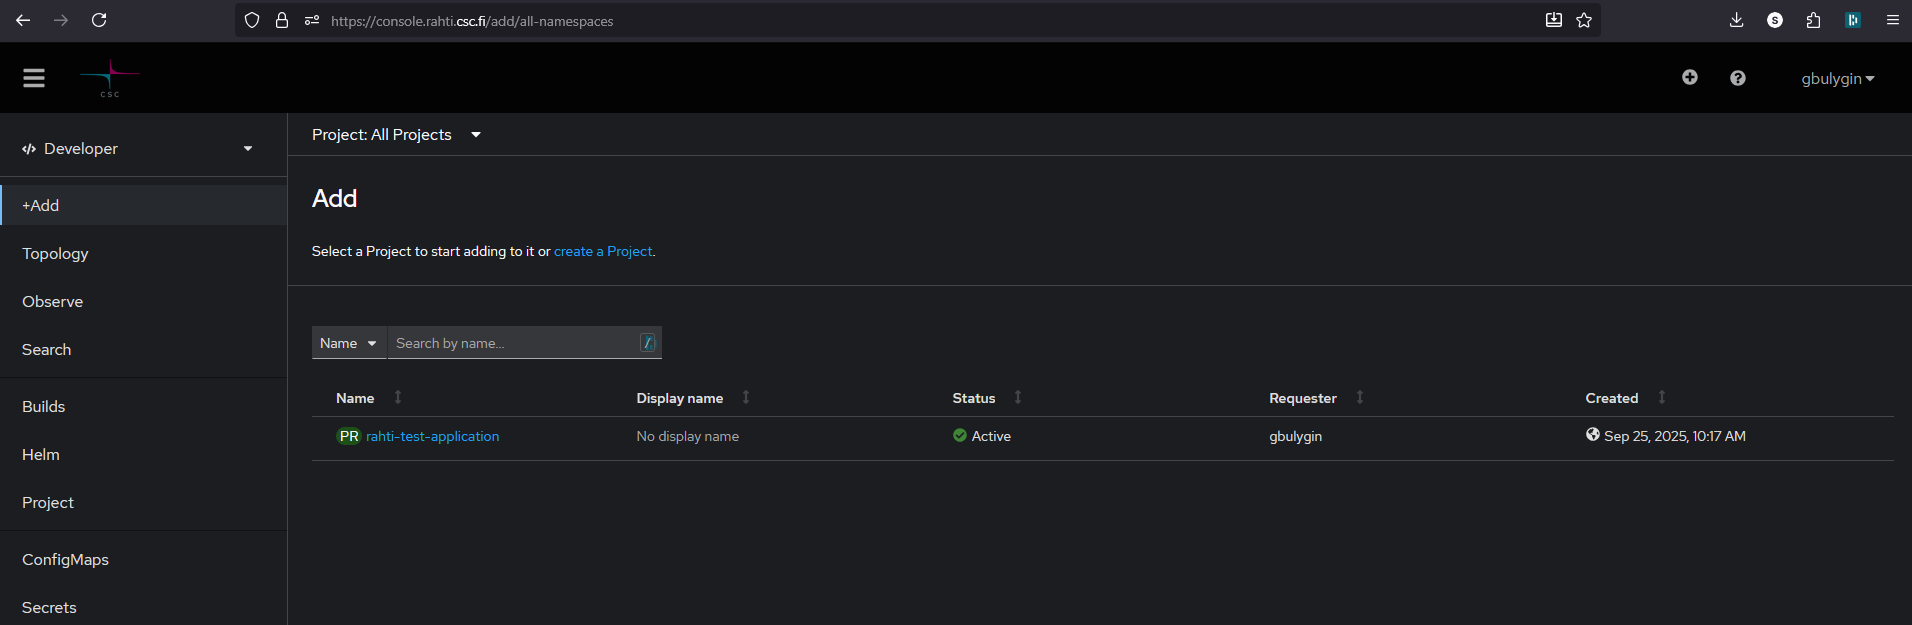 https://console.rahti.csc.fi/add/all-namespaces
S
csc
gbulygin
Developer
Project: All Projects
+Add
Topology
Observe
Search
Builds
Helm
Project
ConfigMaps
Secrets
Add
Select a Project to start adding to it or create a Project.
Name Search by name... /
Name Display name Status Requester Created
PR rahti-test-application No display name Active gbulygin Sep 25, 2025, 10:17 AM